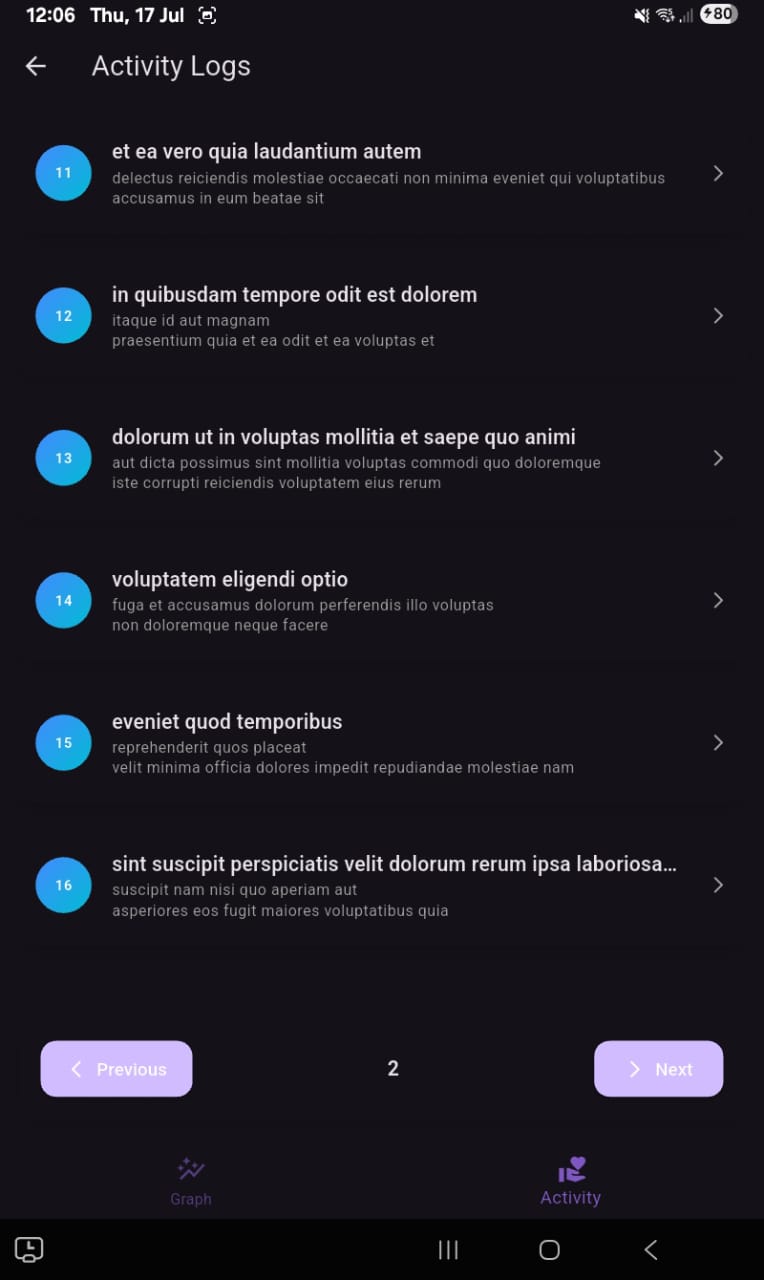 12:06 Thu, 17 Jul 80
Activity Logs
11
et ea vero quia laudantium autem
delectus reiciendis molestiae occaecati non minima eveniet qui voluptatibus
accusamus in eum beatae sit
12
in quibusdam tempore odit est dolorem
itaque id aut magnam
praesentium quia et ea odit et ea voluptas et
13
dolorum ut in voluptas mollitia et saepe quo animi
aut dicta possimus sint mollitia voluptas commodi quo doloremque
iste corrupti reiciendis voluptatem eius rerum
14
voluptatem eligendi optio
fuga et accusamus dolorum perferendis illo voluptas
non doloremque neque facere
15
eveniet quod temporibus
reprehenderit quos placeat
velit minima officia dolores impedit repudiandae molestiae nam
16
sint suscipit perspiciatis velit dolorum rerum ipsa laboriosa...
suscipit nam nisi quo aperiam aut
asperiores eos fugit maiores voluptatibus quia
Previous 2 Next
Graph Activity